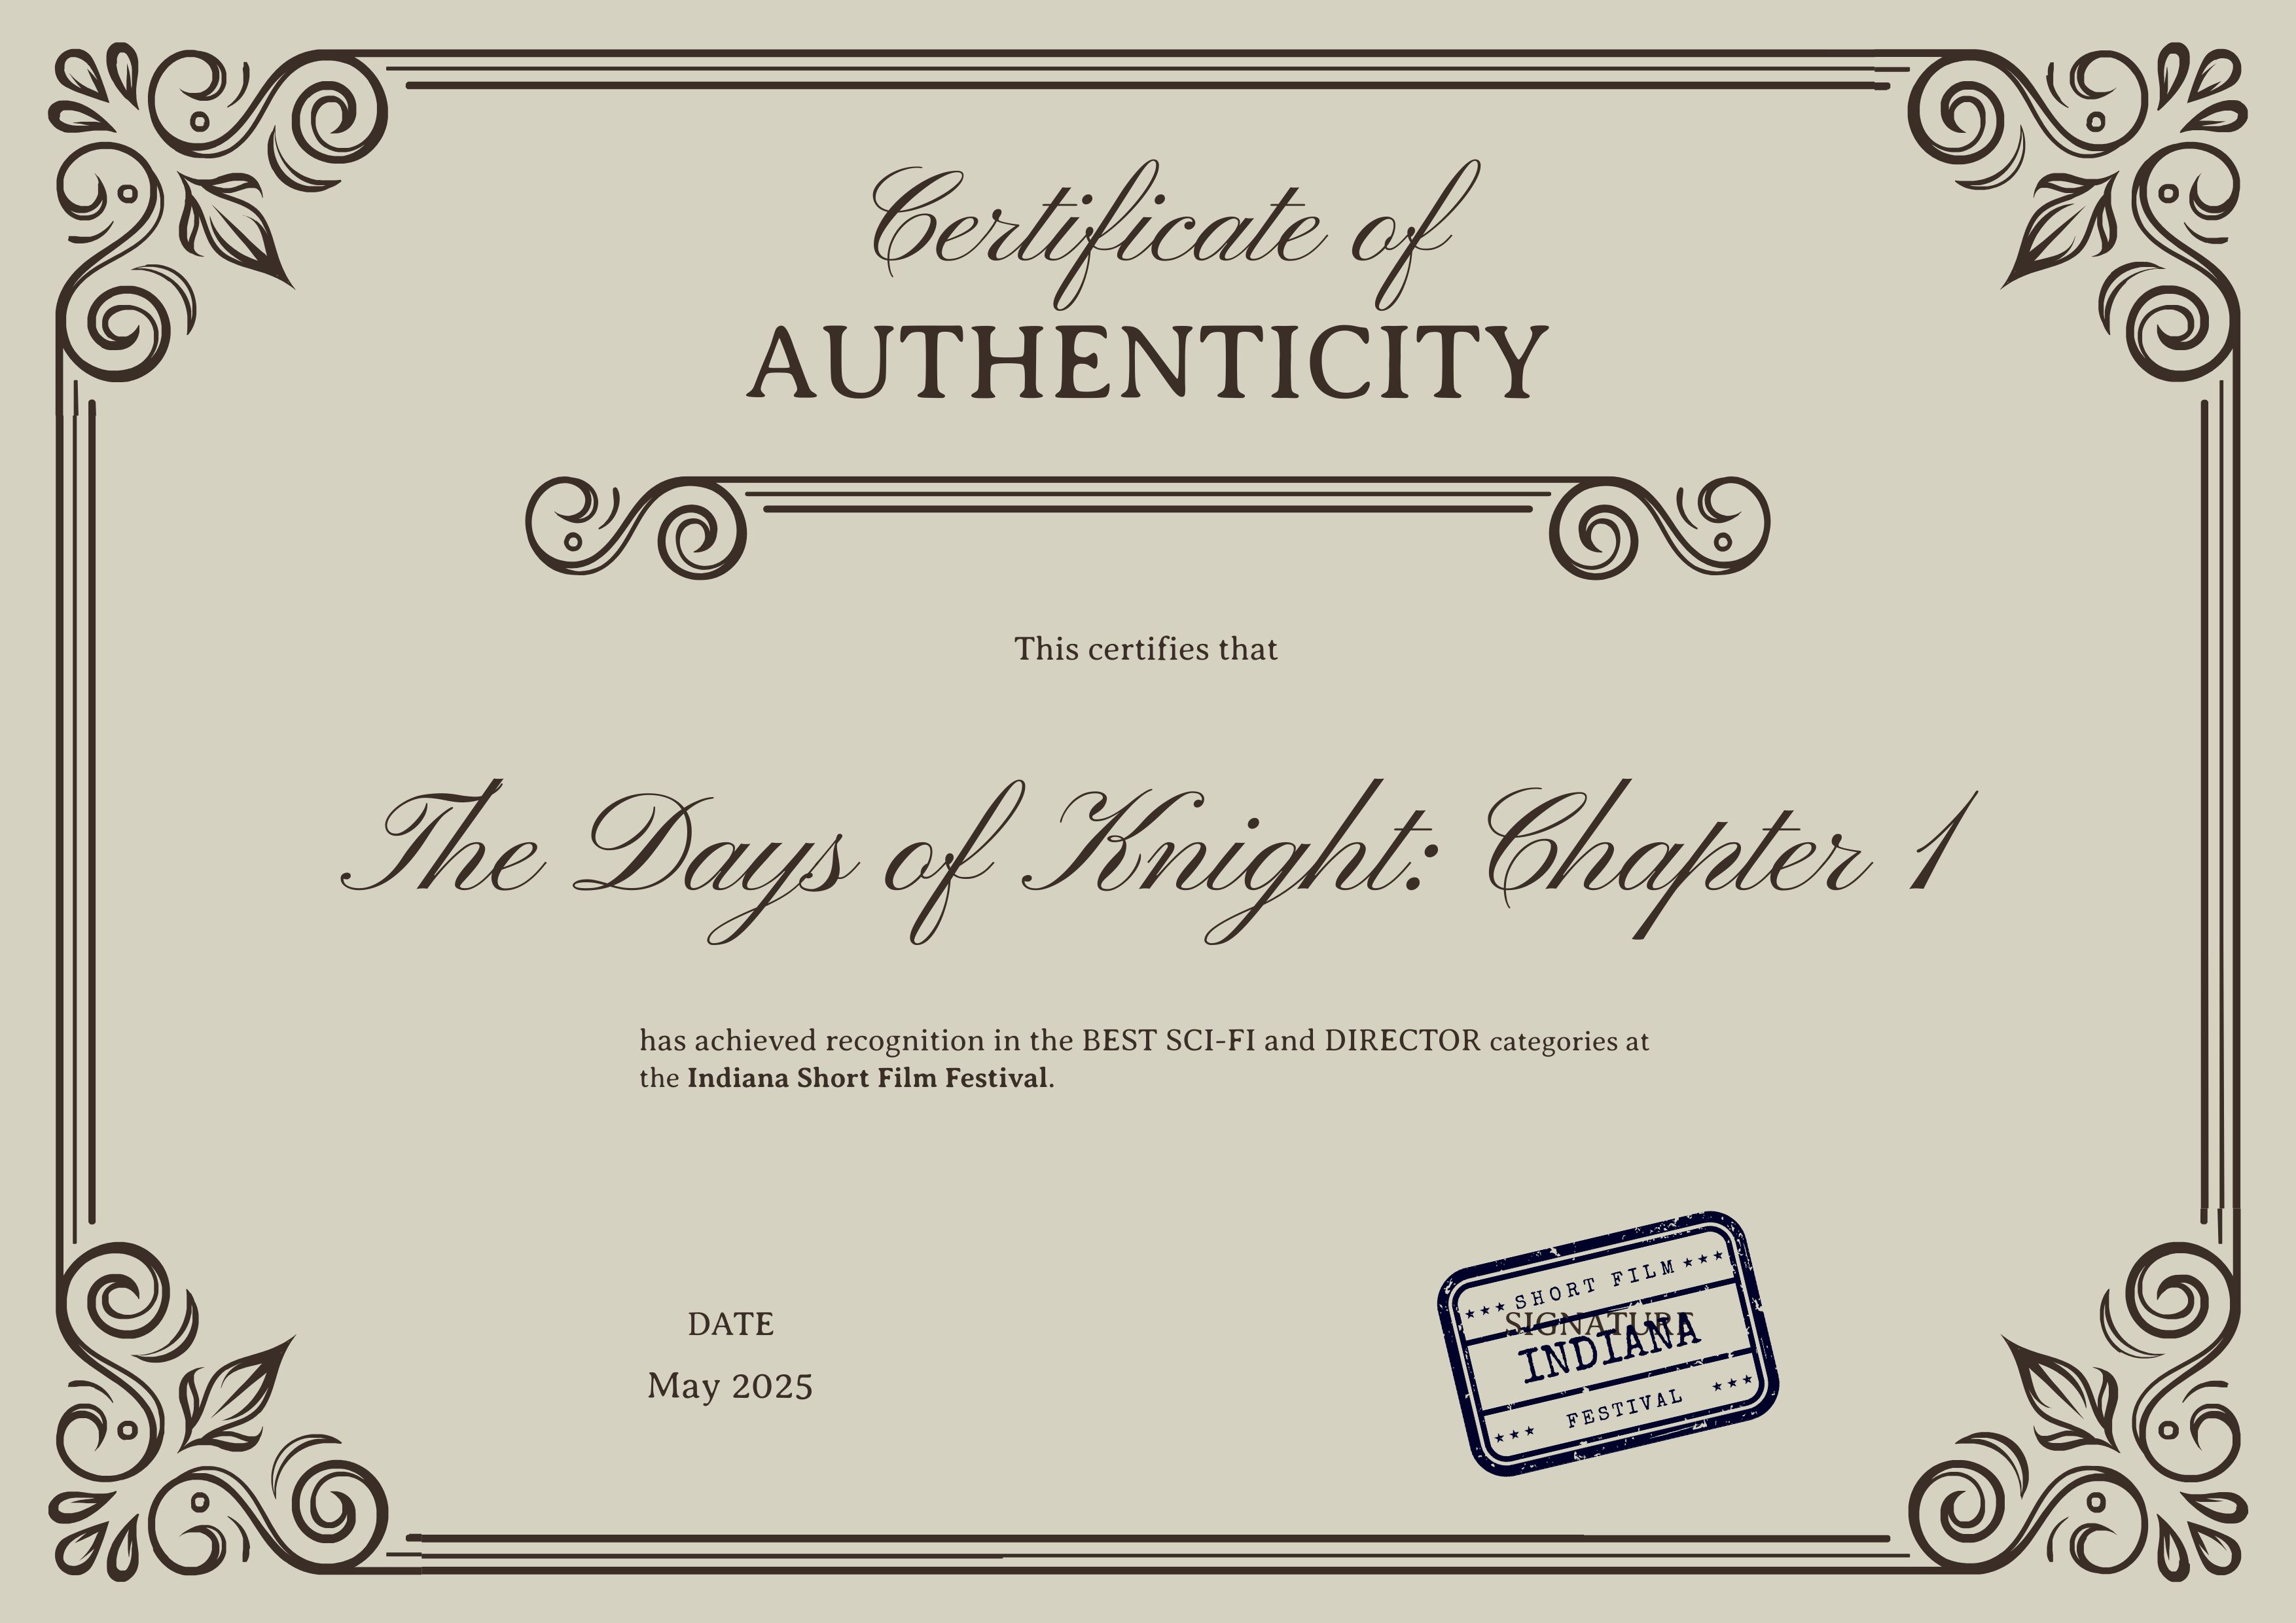 Certificate of
AUTHENTICITY
This certifies that
The Days of Knight: Chapter 1
has achieved recognition in the BEST SCI-FI and DIRECTOR categories at
the Indiana Short Film Festival.
DATE
May 2025
SIGNATURE
★★★ SHORT FILM ★★★
INDIANA
★★★ FESTIVAL ★★★